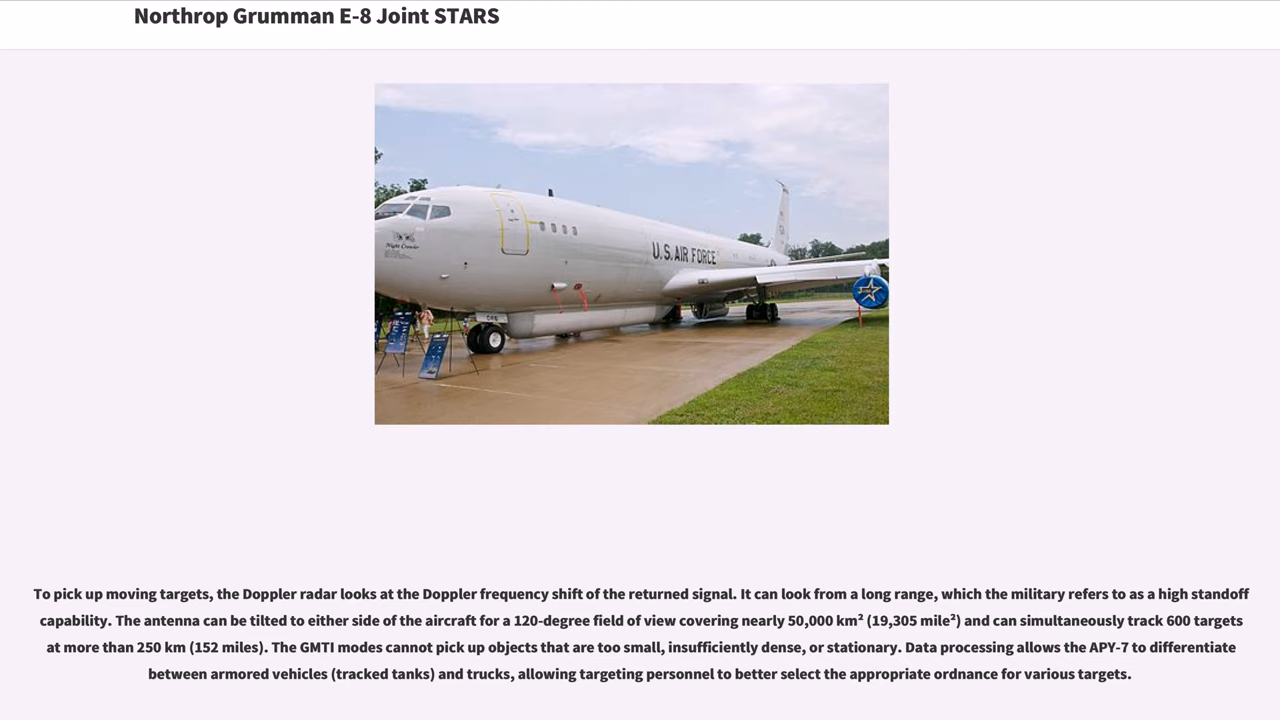 Northrop Grumman E-8 Joint STARS
Night Crawler
U.S. AIR FORCE
To pick up moving targets, the Doppler radar looks at the Doppler frequency shift of the returned signal. It can look from a long range, which the military refers to as a high standoff
capability. The antenna can be tilted to either side of the aircraft for a 120-degree field of view covering nearly 50,000 km² (19,305 mile²) and can simultaneously track 600 targets
at more than 250 km (152 miles). The GMTI modes cannot pick up objects that are too small, insufficiently dense, or stationary. Data processing allows the APY-7 to differentiate
between armored vehicles (tracked tanks) and trucks, allowing targeting personnel to better select the appropriate ordnance for various targets.